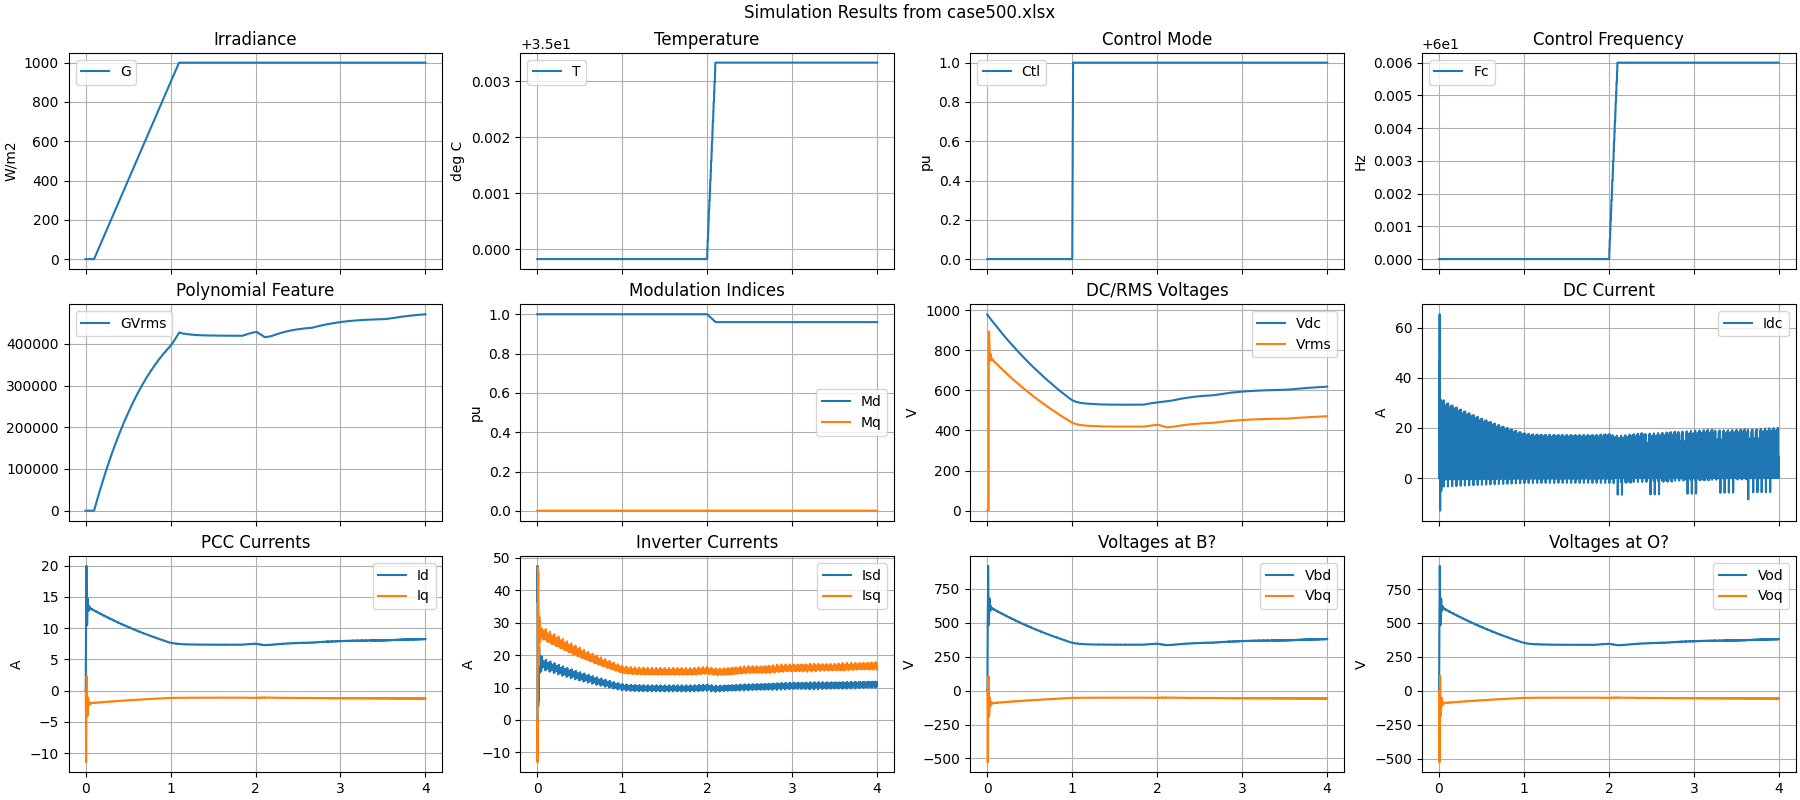 Simulation Results from case500.xlsx
Irradiance
W/m2
1000
800
600
400
200
0
G
Temperature
+3.5e1
deg C
0.003
0.002
0.001
0.000
T
Control Mode
pu
1.0
0.8
0.6
0.4
0.2
0.0
Ctl
Control Frequency
+6e1
Hz
0.006
0.005
0.004
0.003
0.002
0.001
0.000
Fc
Polynomial Feature
400000
300000
200000
100000
0
GVrms
Modulation Indices
pu
1.0
0.8
0.6
0.4
0.2
0.0
Md
Mq
DC/RMS Voltages
V
1000
800
600
400
200
0
Vdc
Vrms
DC Current
A
60
40
20
0
Idc
PCC Currents
A
20
15
10
5
0
−5
−10
Id
Iq
0 1 2 3 4
Inverter Currents
A
50
40
30
20
10
0
−10
Isd
Isq
0 1 2 3 4
Voltages at B?
V
750
500
250
0
−250
−500
Vbd
Vbq
0 1 2 3 4
Voltages at O?
V
750
500
250
0
−250
−500
Vod
Voq
0 1 2 3 4